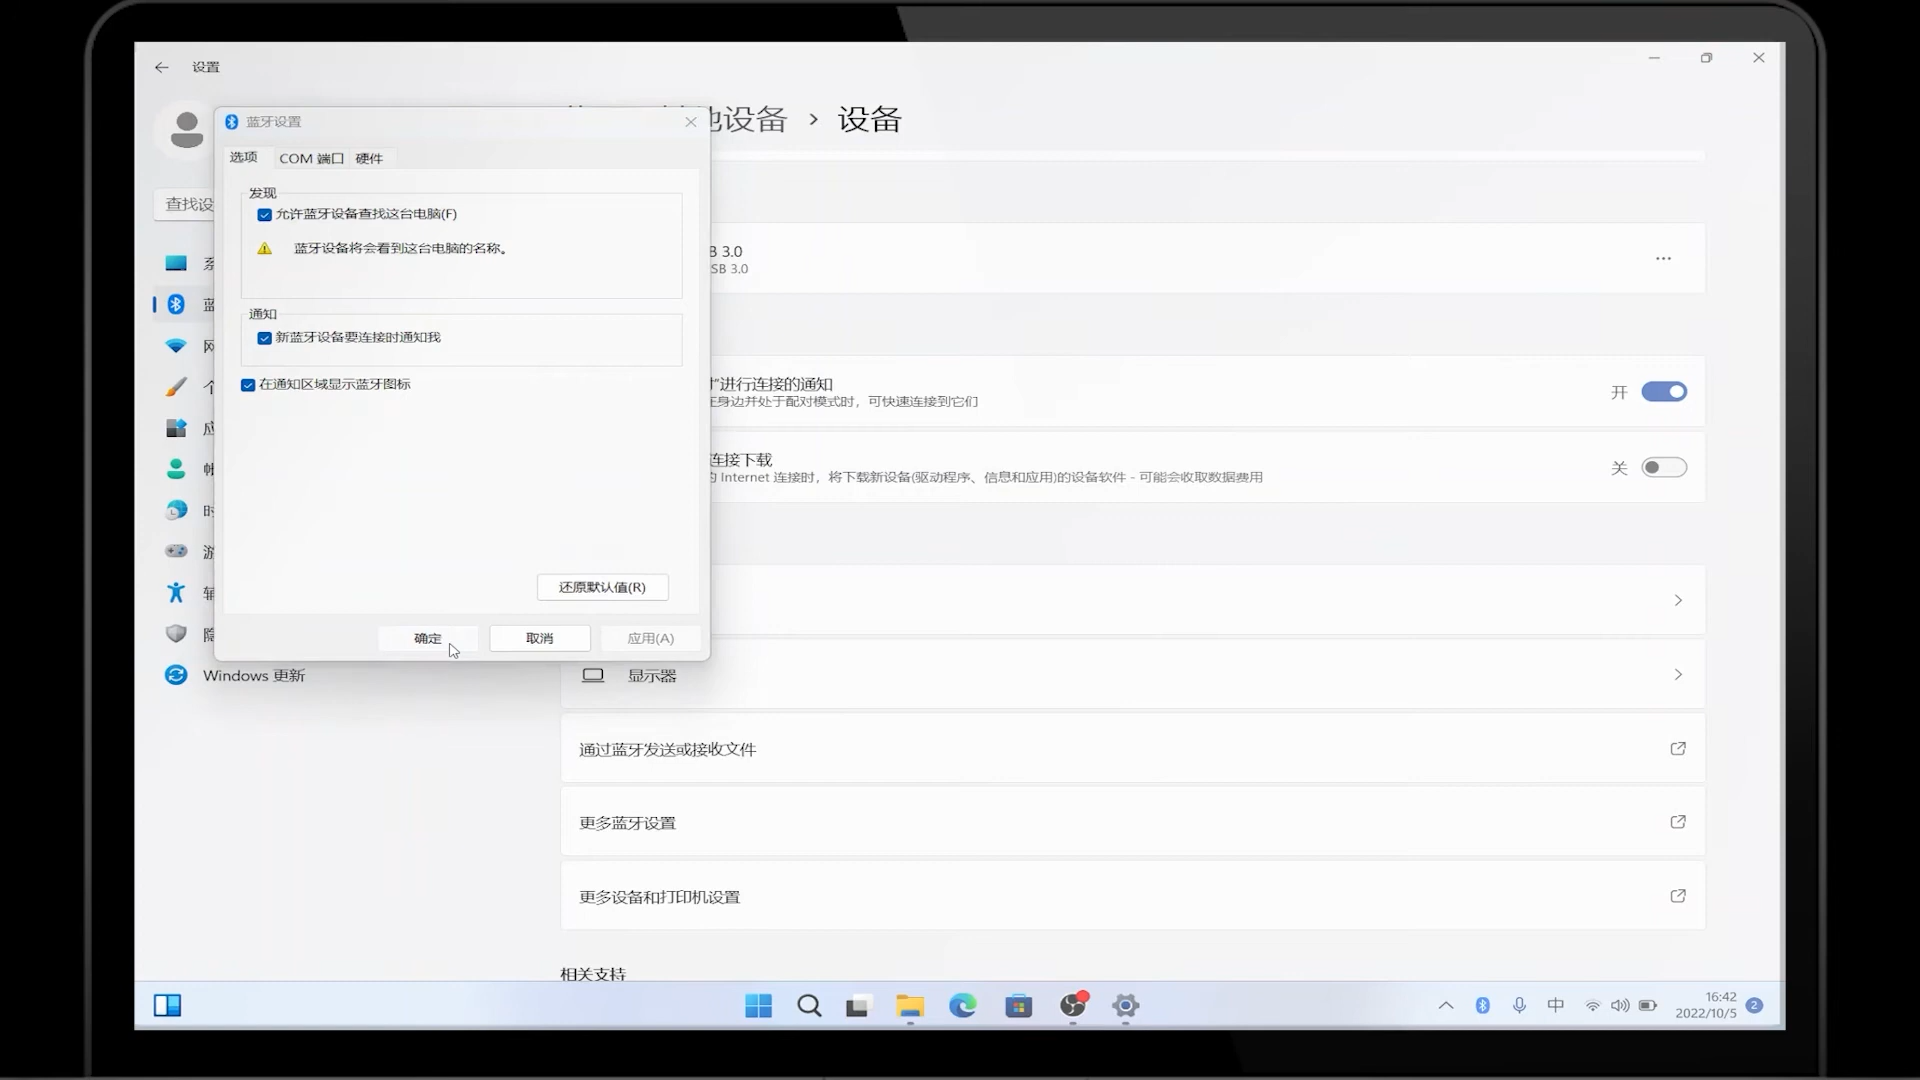 设置
设备 > 设备
蓝牙设置
选项
COM 端口
硬件
发现
允许蓝牙设备查找这台电脑(F)
蓝牙设备将会看到这台电脑的名称。
通知
新蓝牙设备要连接时通知我
在通知区域显示蓝牙图标
还原默认值(R)
确定
取消
应用(A)
查找设
Windows 更新
3.0
SB 3.0
进行连接的通知
身边并处于配对模式时，可快速连接到它们
开
连接下载
Internet 连接时，将下载新设备(驱动程序、信息和应用)的设备软件 - 可能会收取数据费用
关
显示器
通过蓝牙发送或接收文件
更多蓝牙设置
更多设备和打印机设置
相关支持
中
16:42
2022/10/5
2